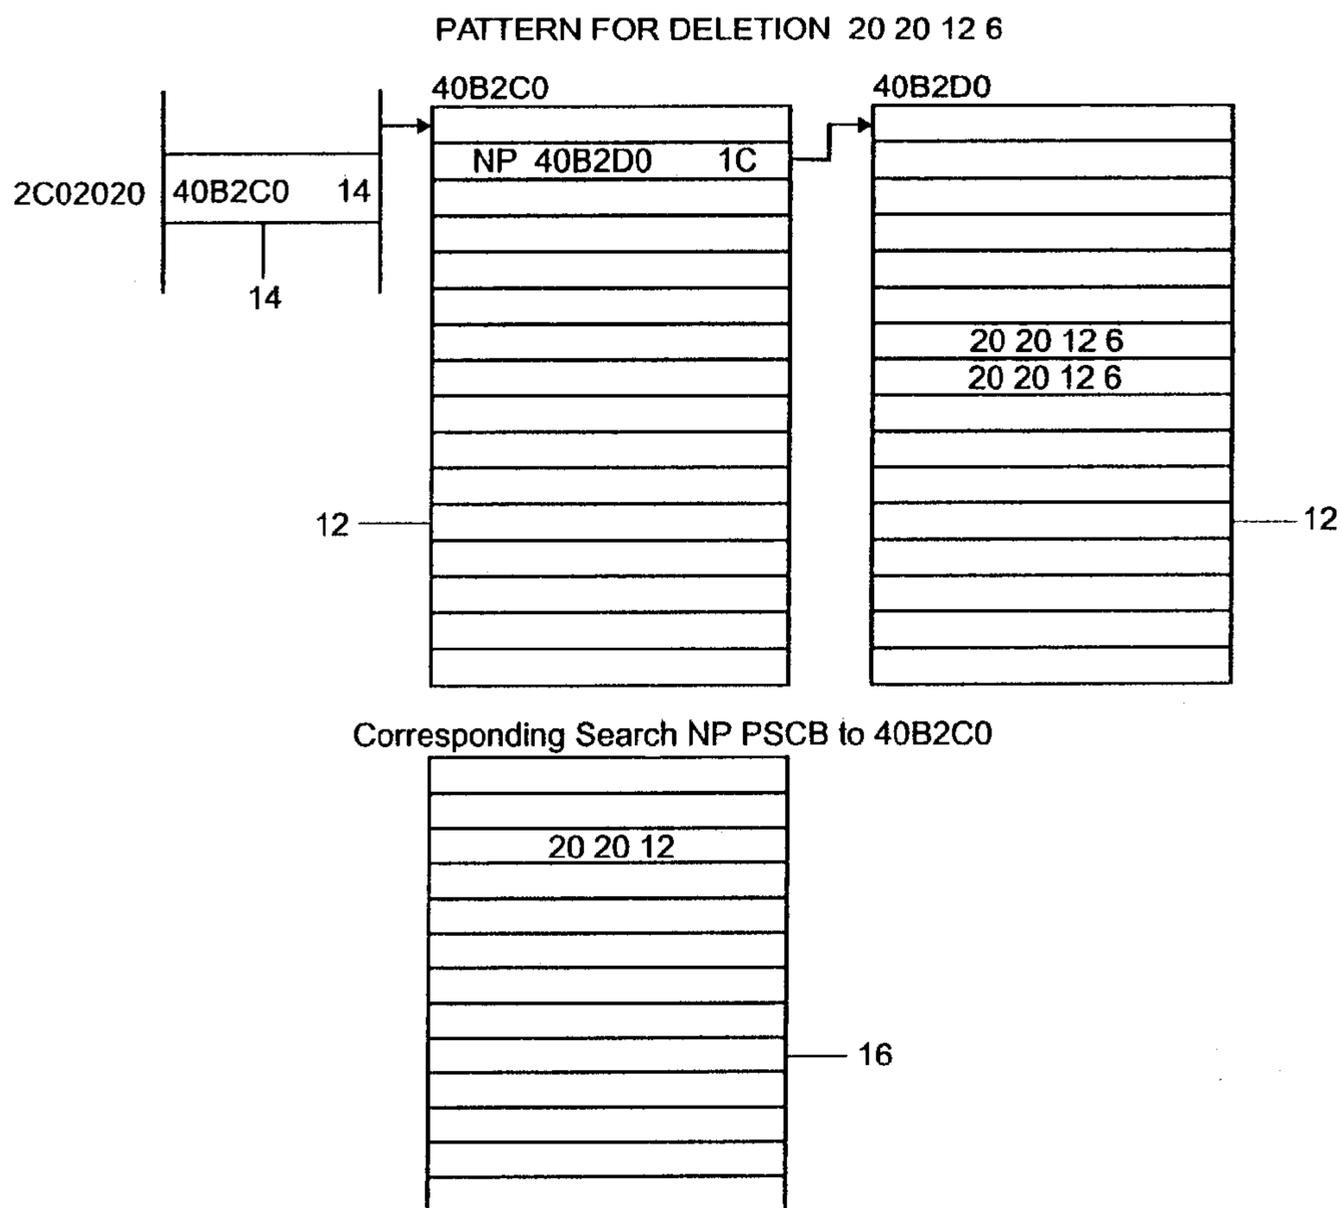 PATTERN FOR DELETION 20 20 12 6
40B2C0
40B2D0
NP 40B2D0 1C
2C02020 40B2C0 14
14
20 20 12 6
20 20 12 6
12
12
Corresponding Search NP PSCB to 40B2C0
20 20 12
16